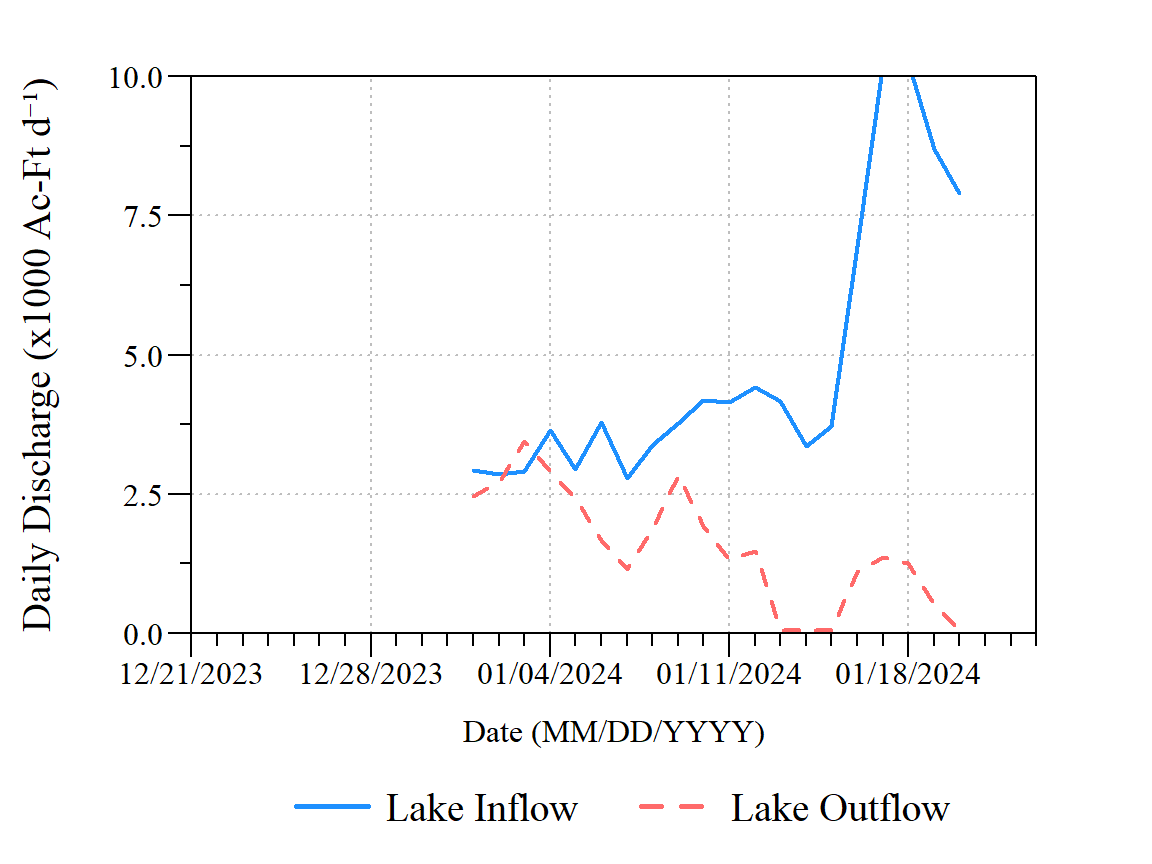 Daily Discharge (x1000 Ac-Ft d⁻¹)
10.0
7.5
5.0
2.5
0.0
12/21/2023 12/28/2023 01/04/2024 01/11/2024 01/18/2024
Date (MM/DD/YYYY)
Lake Inflow Lake Outflow